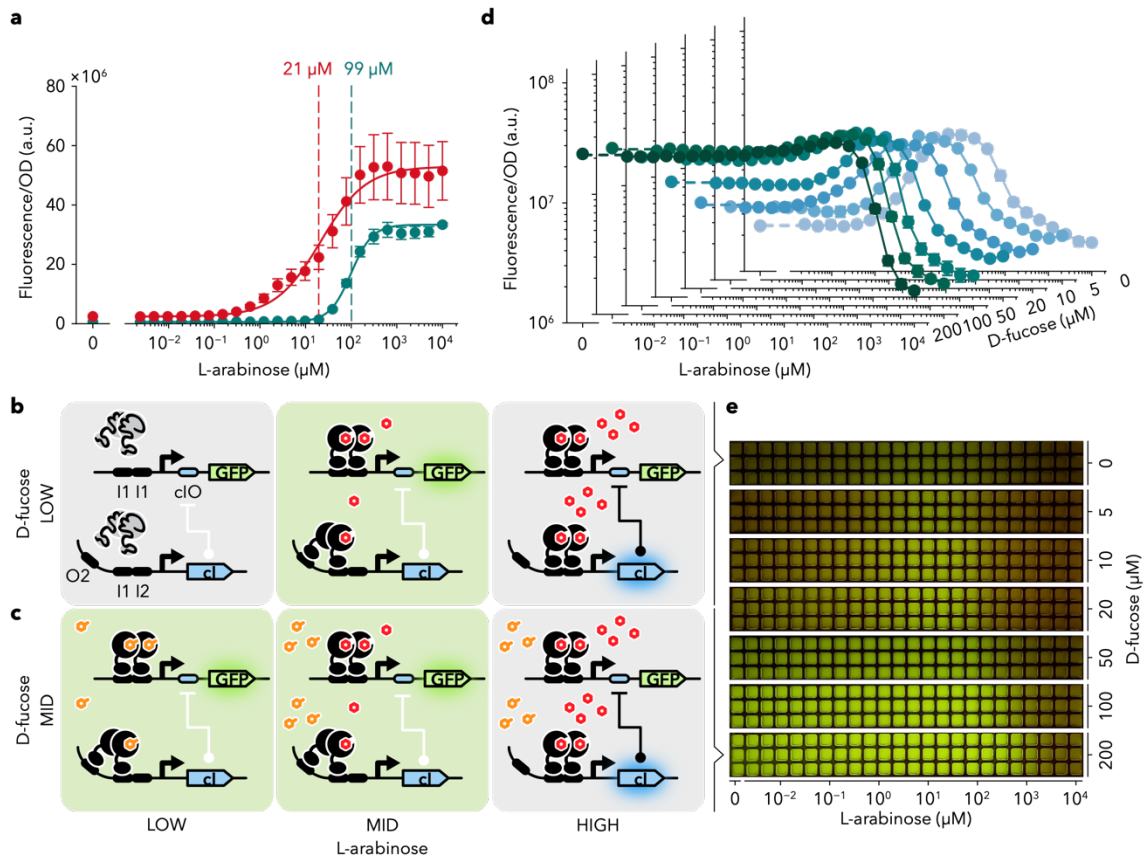 a
×10⁶
21 µM
99 µM
80
60
40
20
0
Fluorescence/OD (a.u.)
0
10⁻²
10⁻¹
10⁰
10¹
10²
10³
10⁴
L-arabinose (µM)
d
10⁸
10⁷
10⁶
Fluorescence/OD (a.u.)
0
10⁻²
10⁻¹
10⁰
10¹
10²
10³
10⁴
L-arabinose (µM)
200
100
50
20
10
5
0
D-fucose (µM)
b
D-fucose
LOW
GFP
I1 I1
cIO
O2
I1 I2
cI
GFP
cI
GFP
cI
c
D-fucose
MID
GFP
cI
GFP
cI
GFP
cI
LOW
MID
HIGH
L-arabinose
e
0
5
10
20
50
100
200
D-fucose (µM)
0
10⁻²
10⁻¹
10⁰
10¹
10²
10³
10⁴
L-arabinose (µM)